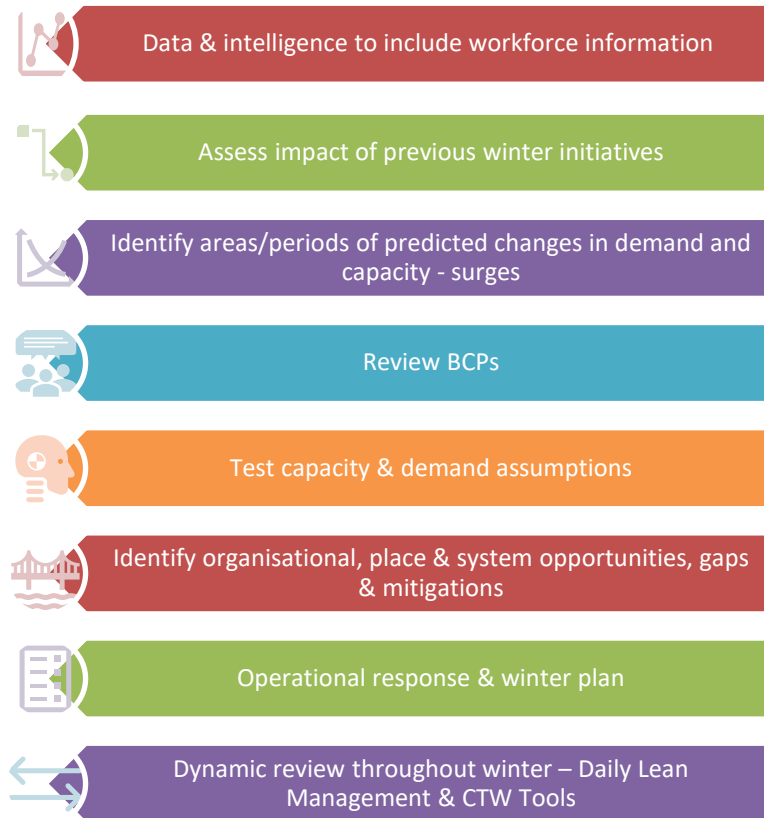 Data & intelligence to include workforce information
Assess impact of previous winter initiatives
Identify areas/periods of predicted changes in demand and
capacity - surges
Review BCPs
Test capacity & demand assumptions
Identify organisational, place & system opportunities, gaps
& mitigations
Operational response & winter plan
Dynamic review throughout winter – Daily Lean
Management & CTW Tools